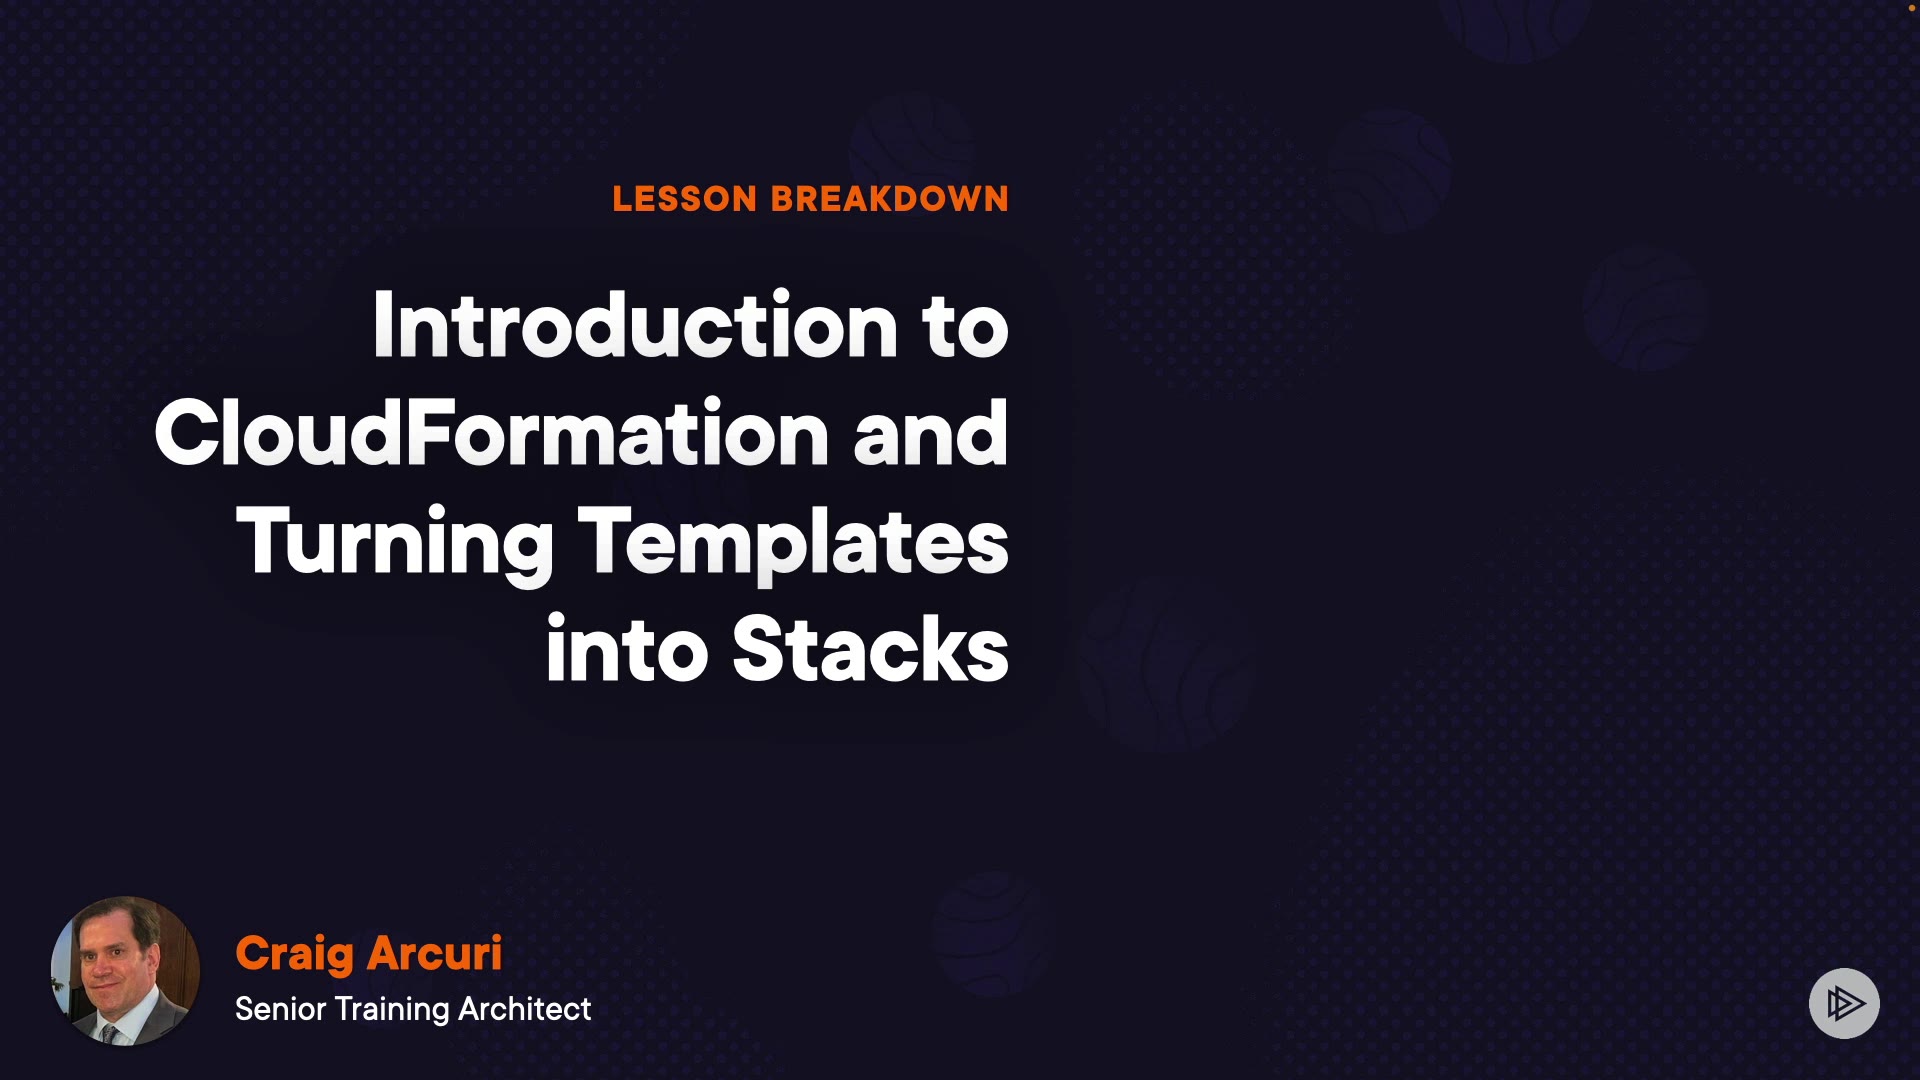 LESSON BREAKDOWN
Introduction to
CloudFormation and
Turning Templates
into Stacks
Craig Arcuri
Senior Training Architect